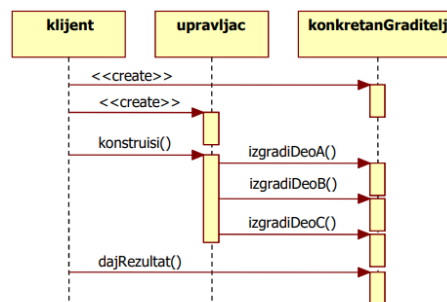 klijent
upravljac
konkretanGraditelj
<<create>>
<<create>>
konstruisi()
izgradiDeoA()
izgradiDeoB()
izgradiDeoC()
dajRezultat()